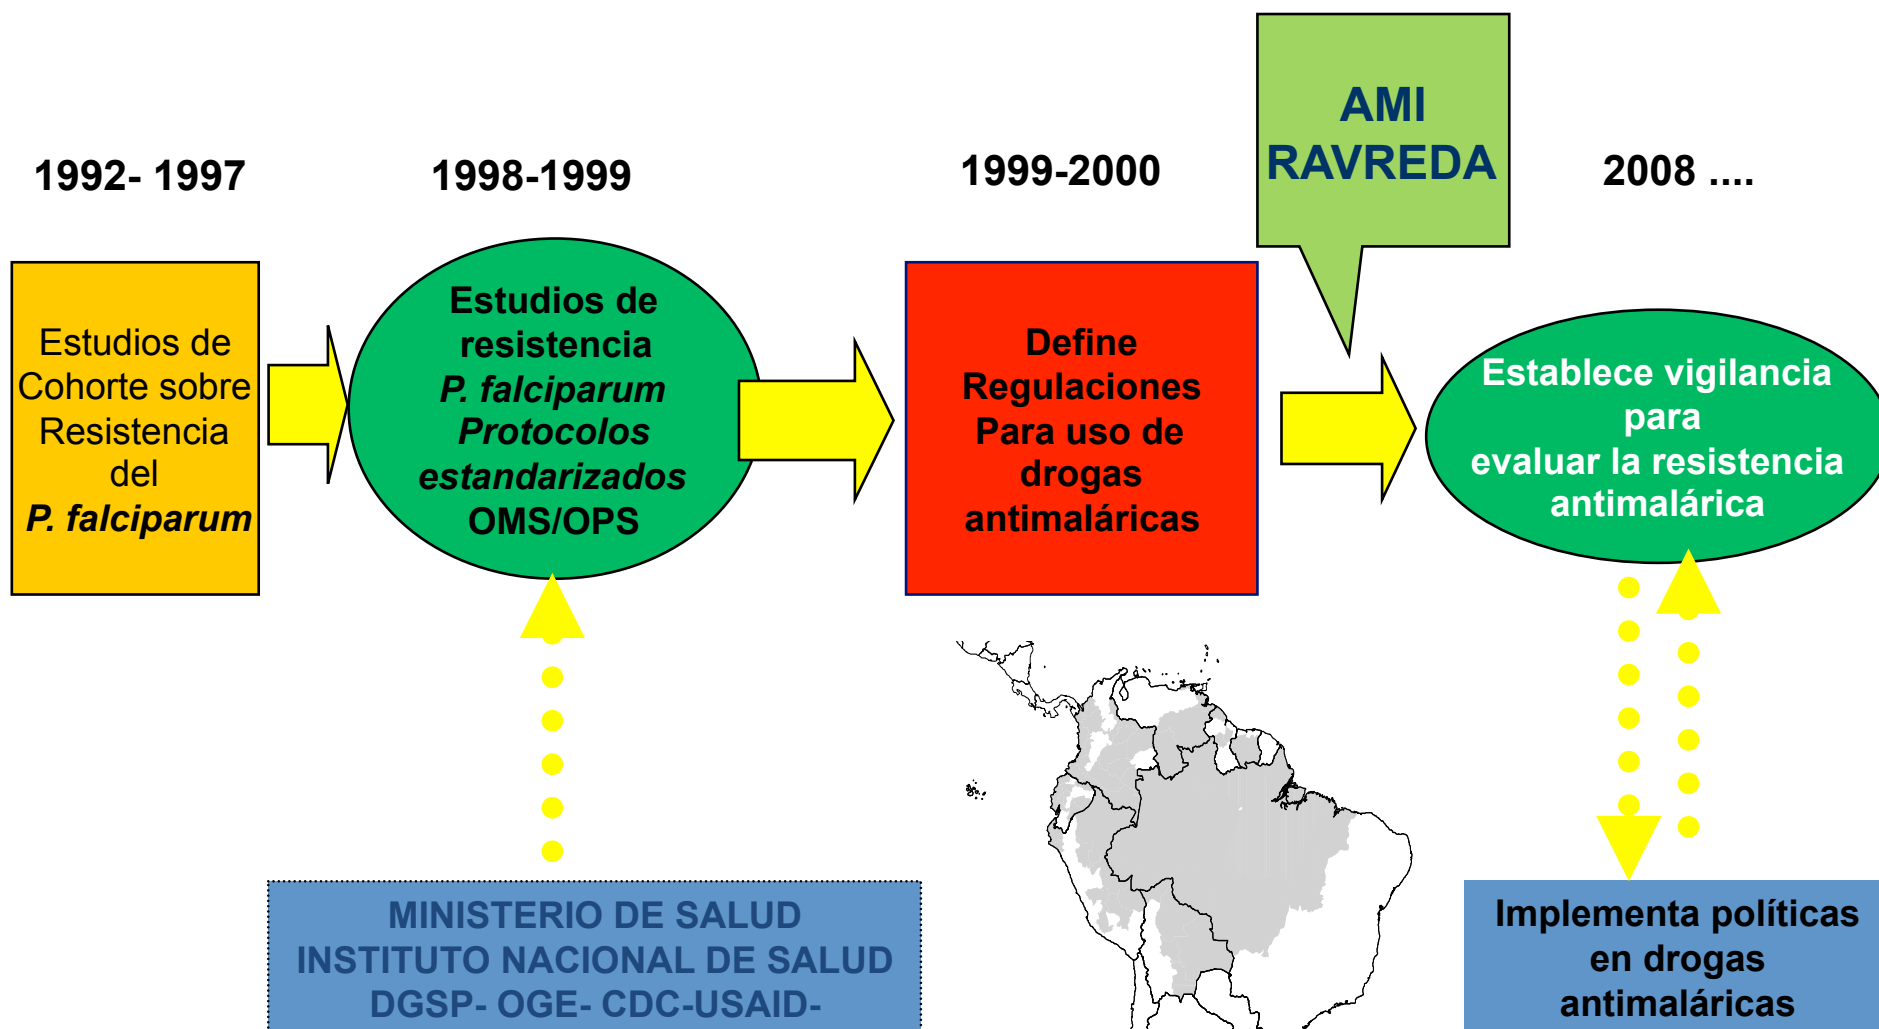 1992- 1997
1998-1999
1999-2000
AMI
RAVREDA
2008 ....
Estudios de
Cohorte sobre
Resistencia
del
P. falciparum
Estudios de
resistencia
P. falciparum
Protocolos
estandarizados
OMS/OPS
Define
Regulaciones
Para uso de
drogas
antimaláricas
Establece vigilancia
para
evaluar la resistencia
antimalárica
MINISTERIO DE SALUD
INSTITUTO NACIONAL DE SALUD
DGSP- OGE- CDC-USAID-
Implementa políticas
en drogas
antimaláricas